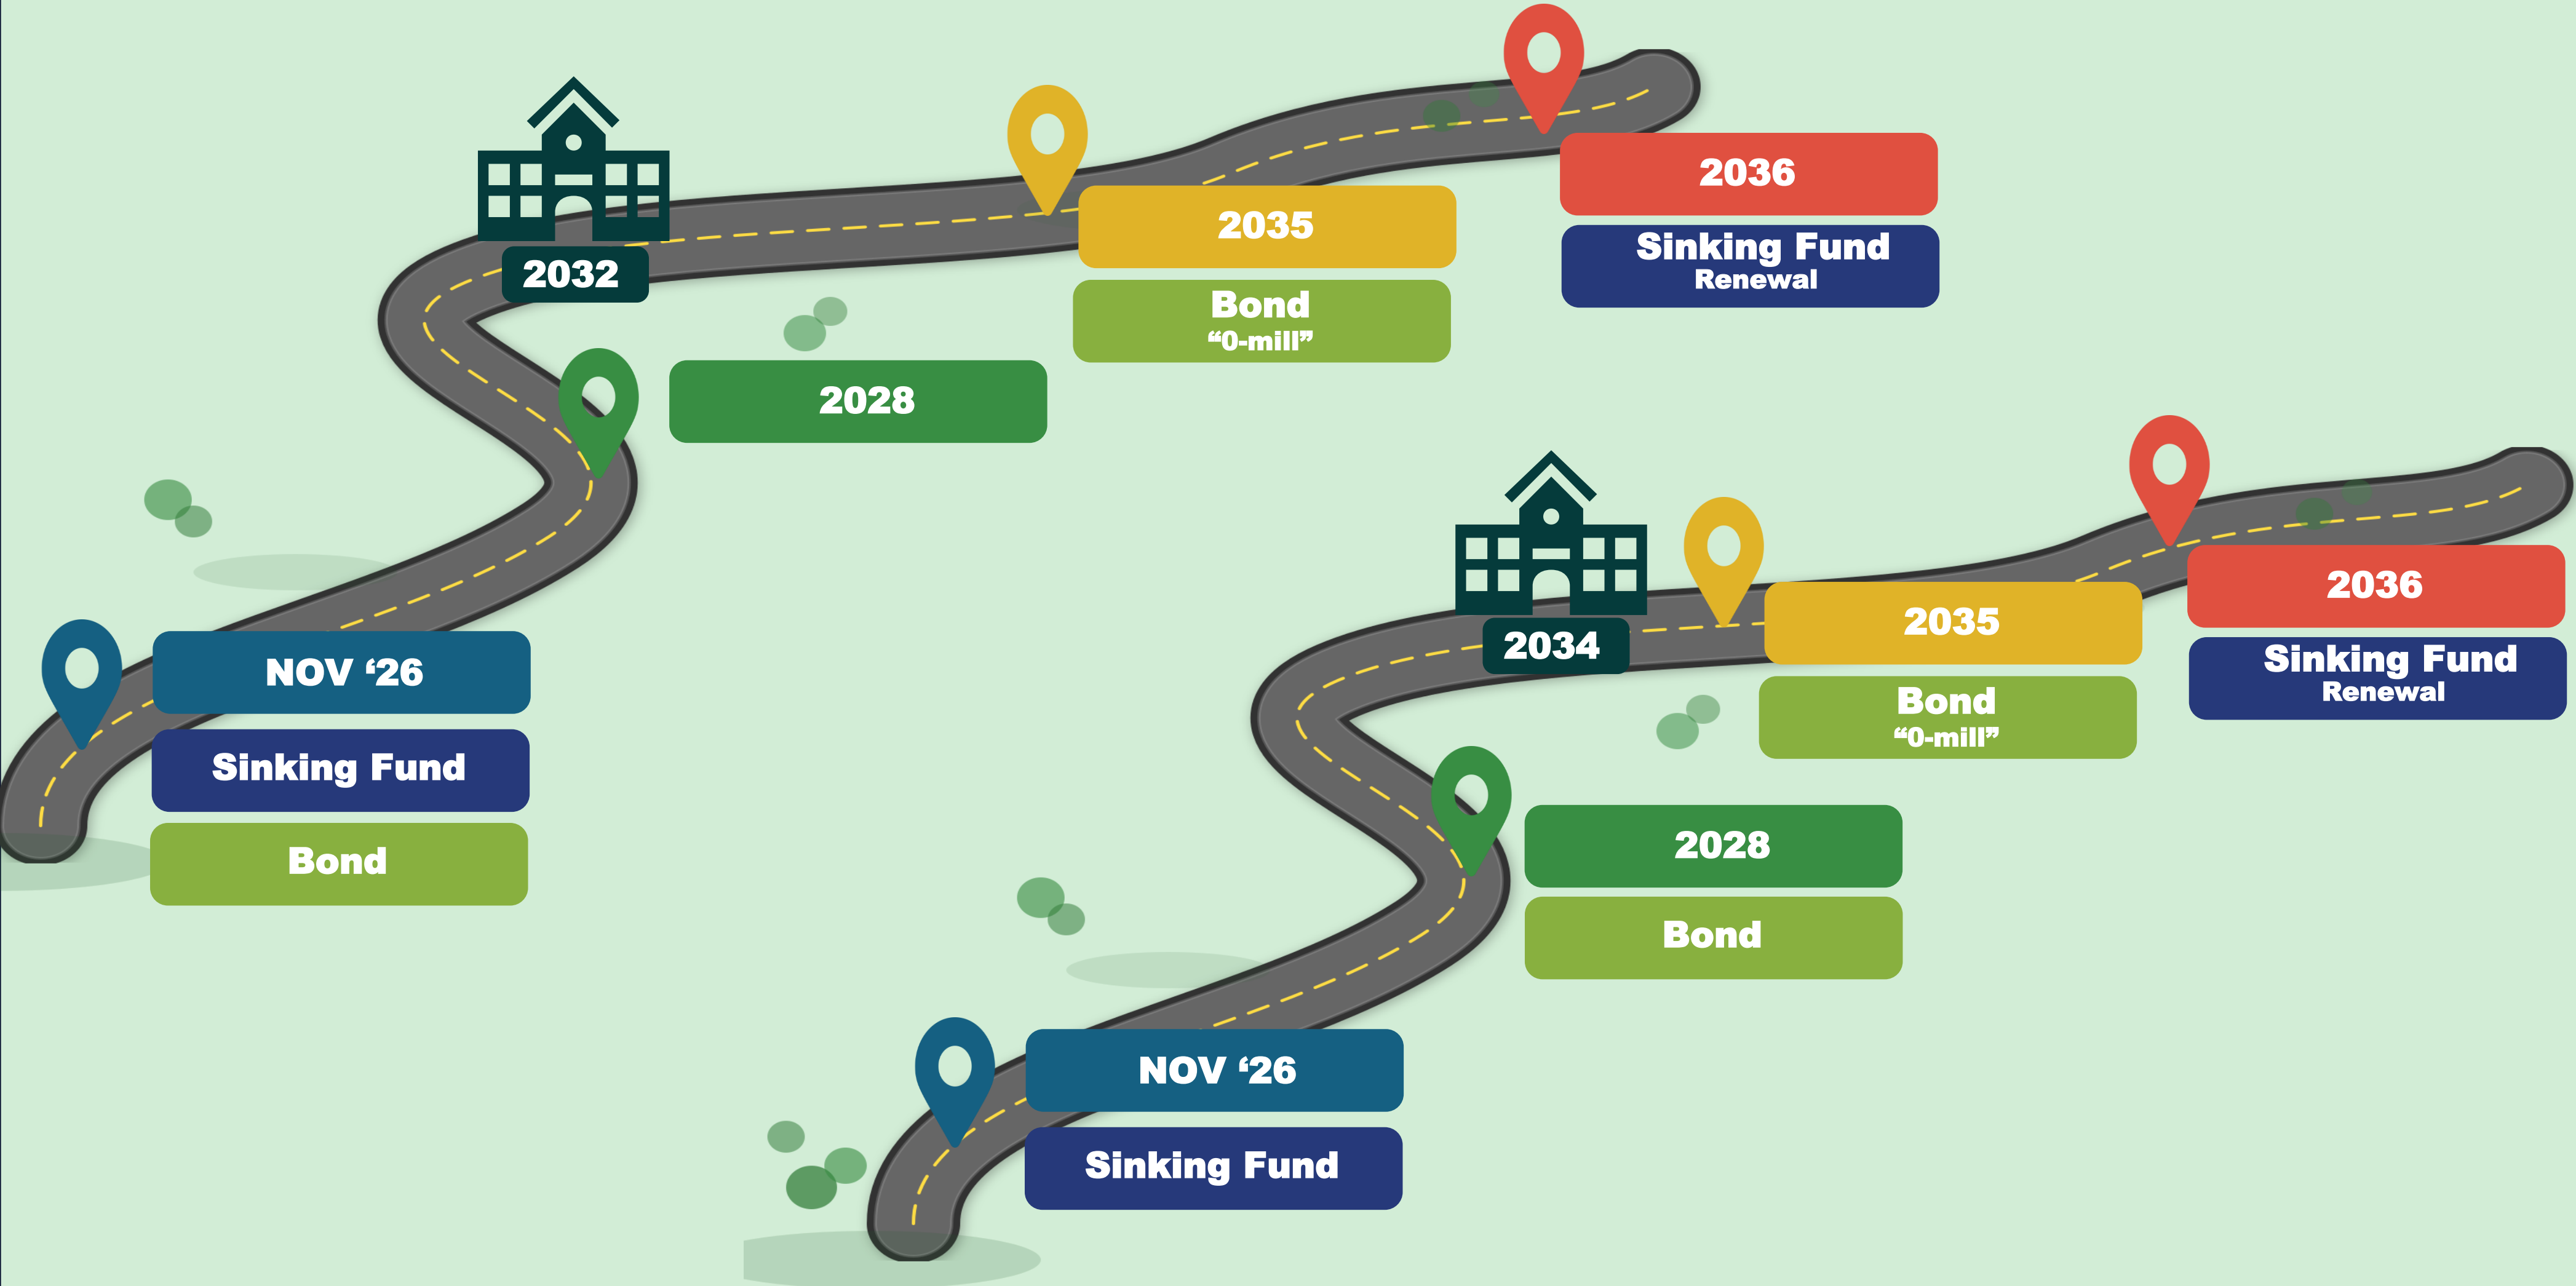 2032
2035
Bond
“0-mill”
2036
Sinking Fund
Renewal
2028
NOV ‘26
Sinking Fund
Bond
2034
2035
Bond
“0-mill”
2036
Sinking Fund
Renewal
2028
Bond
NOV ‘26
Sinking Fund